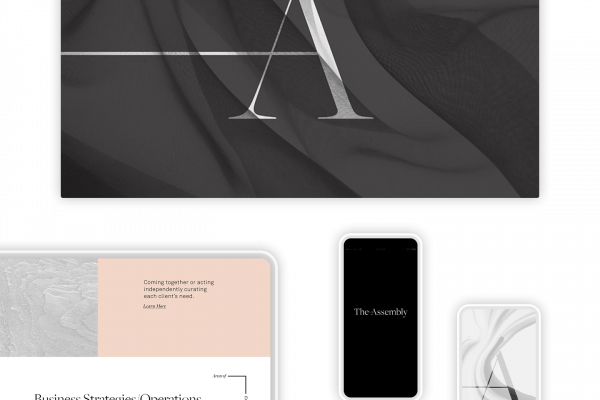 A
Coming together or acting
independently curating
each client's need.
Learn More
The Assembly
Business Strategies/Operations
A